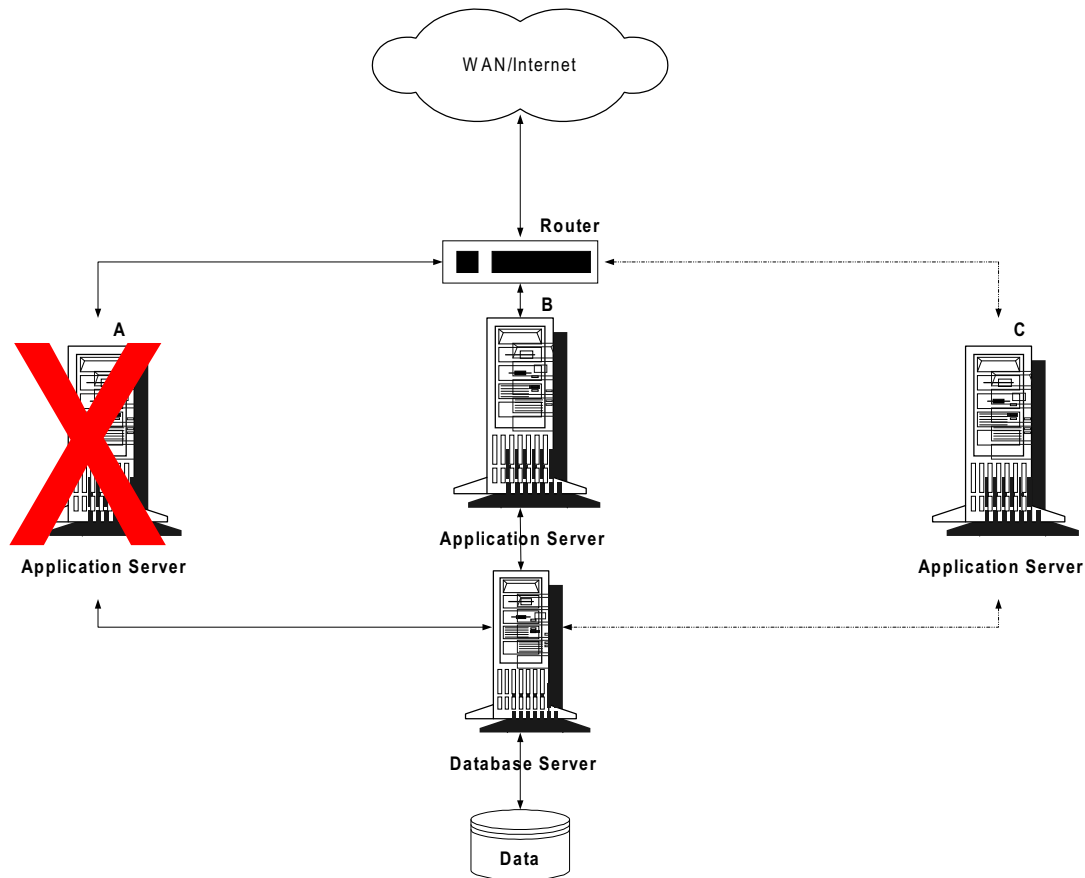 WAN/Internet
Router
A
B
C
Application Server
Application Server
Application Server
Database Server
Data